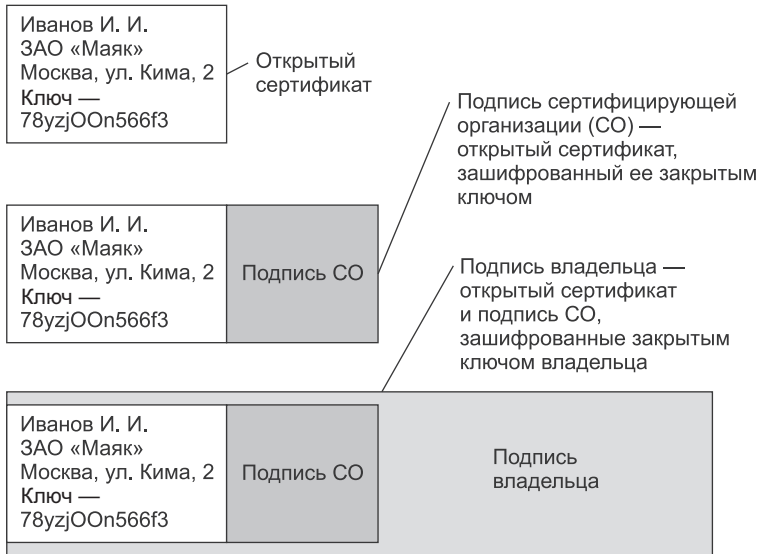 Иванов И. И.
ЗАО «Маяк»
Москва, ул. Кима, 2
Ключ —
78yzjOOn566f3
Открытый
сертификат
Подпись сертифицирующей
организации (СО) —
открытый сертификат,
зашифрованный ее закрытым
ключом
Иванов И. И.
ЗАО «Маяк»
Москва, ул. Кима, 2
Ключ —
78yzjOOn566f3
Подпись СО
Подпись владельца —
открытый сертификат
и подпись СО,
зашифрованные закрытым
ключом владельца
Иванов И. И.
ЗАО «Маяк»
Москва, ул. Кима, 2
Ключ —
78yzjOOn566f3
Подпись СО
Подпись
владельца